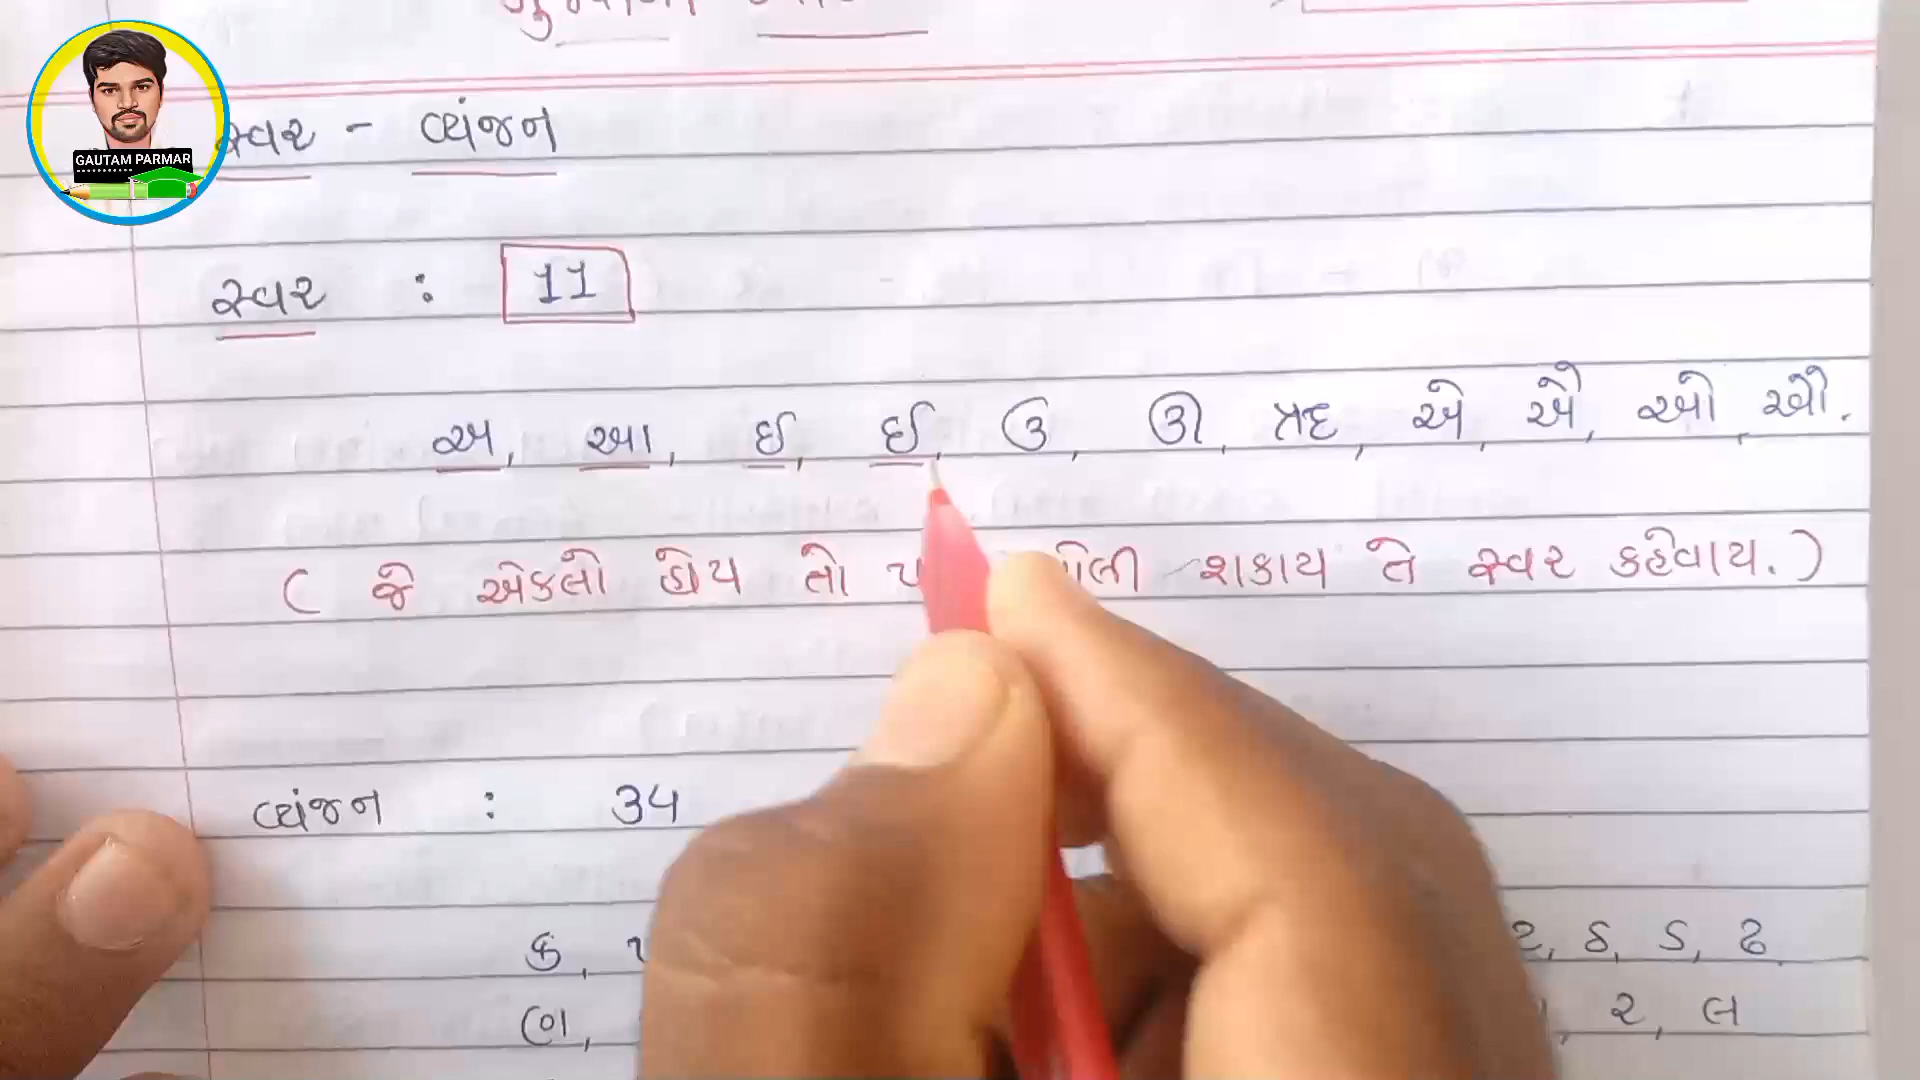 GAUTAM PARMAR
સ્વર - વ્યંજન
સ્વર : 11
અ, આ, ઇ, ઈ, ઉ, ઊ, ઋ, એ, ઐ, ઓ, ઔ.
( જે એકલો હોય તો શકાય તે સ્વર કહેવાય. )
વ્યંજન : 34
ક, ટ, ઠ, ડ, ઢ
ણ, ર, લ